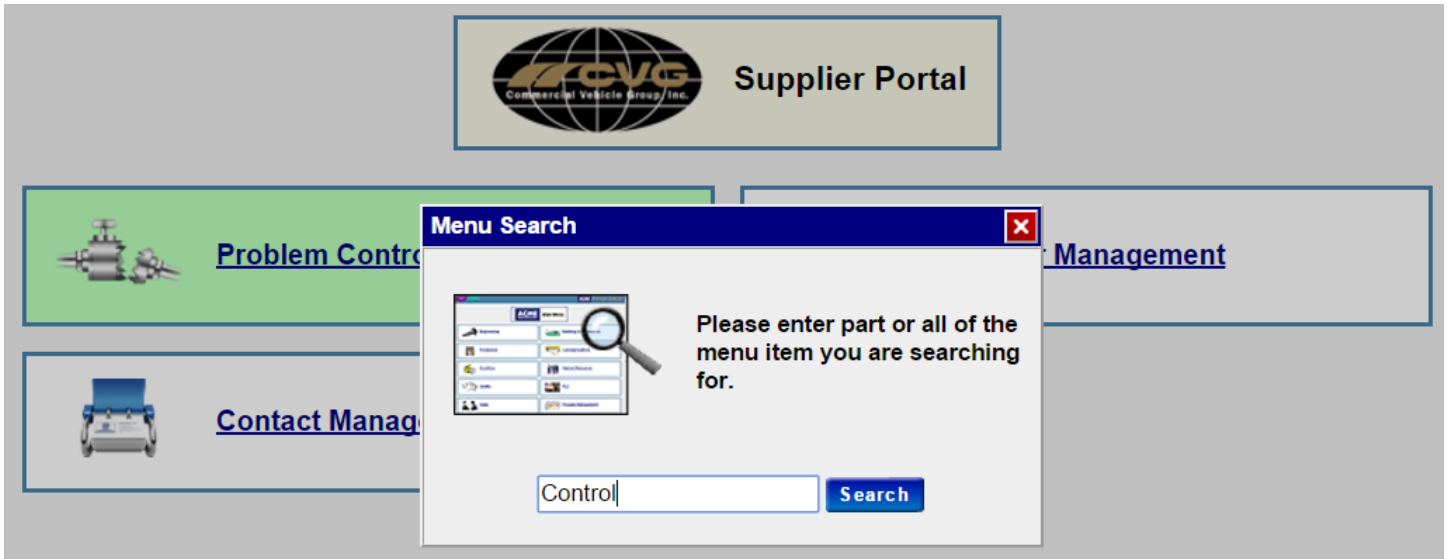 CVG
Commercial Vehicle Group, Inc.
Supplier Portal
Problem Contro
Management
Contact Manag
Menu Search
ACME
Please enter part or all of the
menu item you are searching
for.
Control
Search